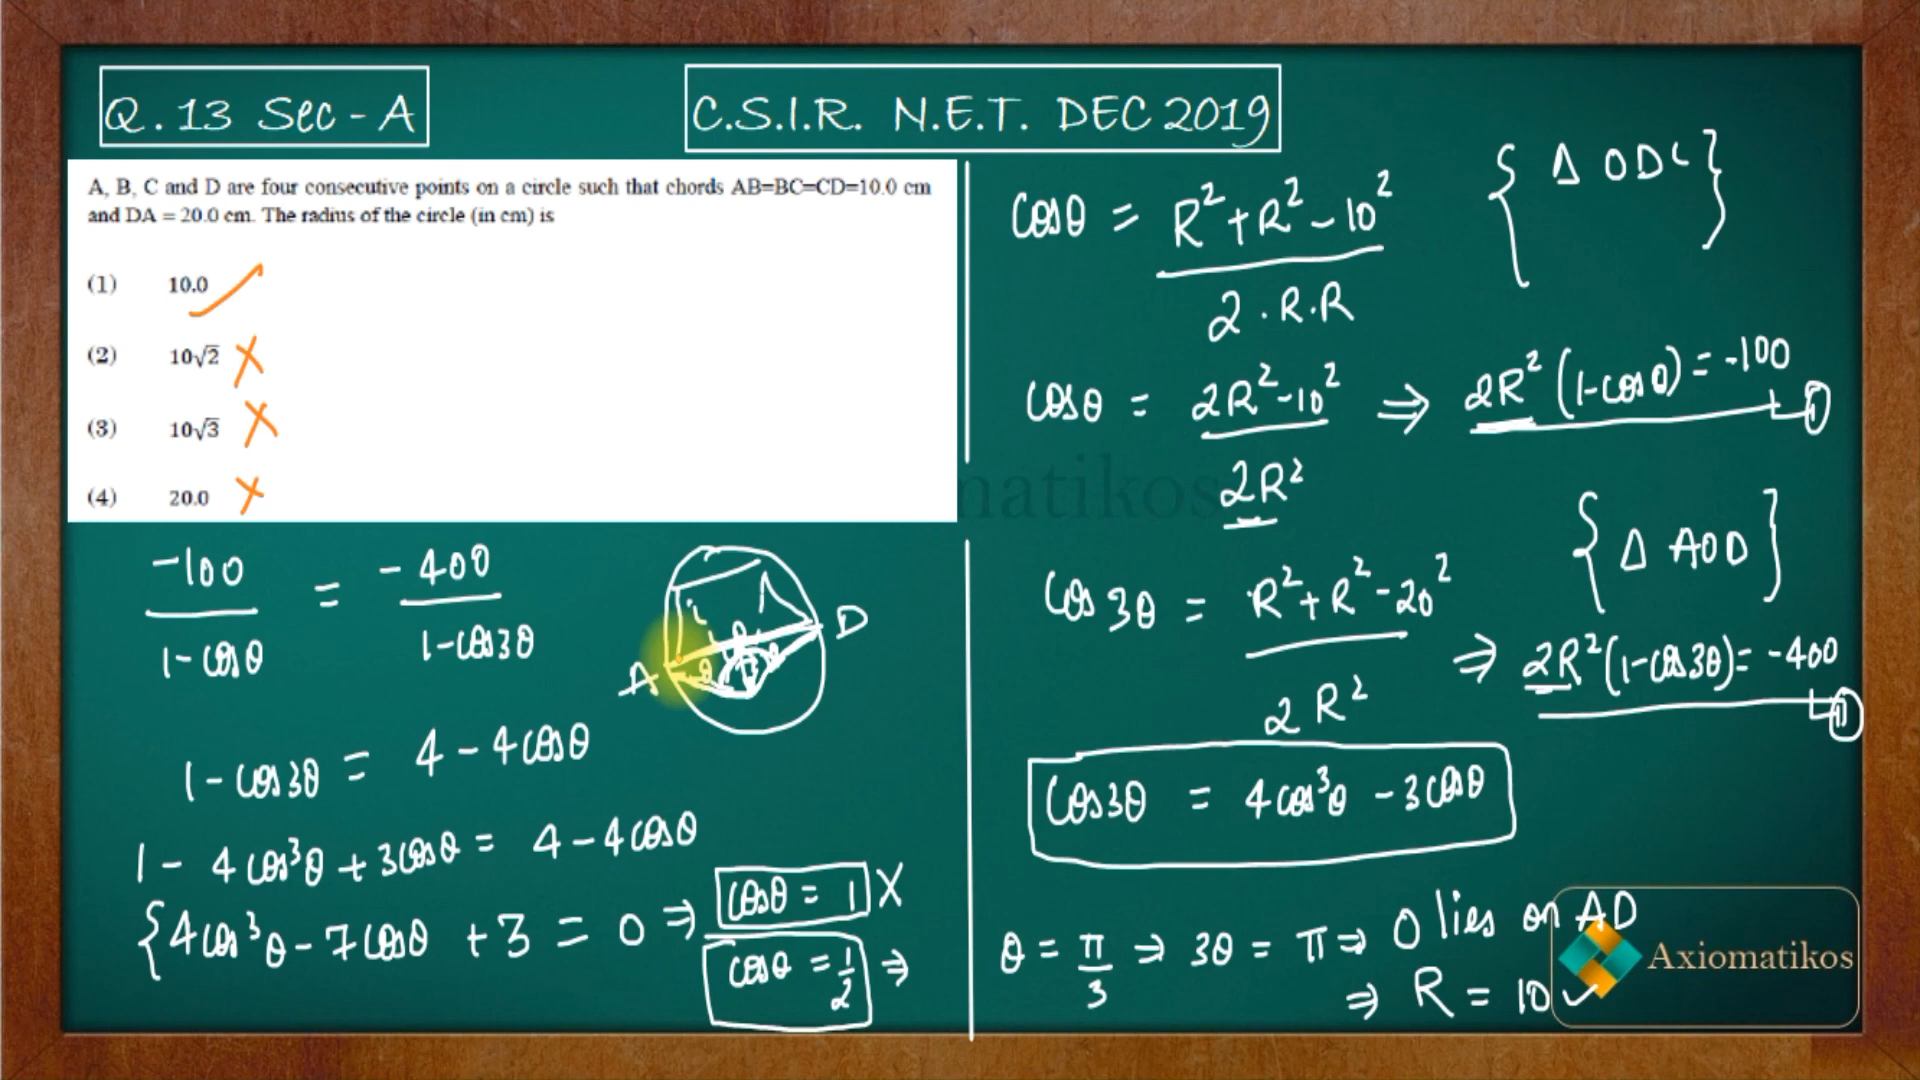 Q. 13 Sec - A
C.S.I.R. N.E.T. DEC 2019
A, B, C and D are four consecutive points on a circle such that chords AB=BC=CD=10.0 cm
and DA = 20.0 cm. The radius of the circle (in cm) is
(1) 10.0
(2) 10√2
(3) 10√3
(4) 20.0
-100/(1-cosθ) = -400/(1-cos3θ)
1 - cos3θ = 4 - 4cosθ
1 - 4cos³θ + 3cosθ = 4 - 4cosθ
{4cos³θ - 7cosθ + 3 = 0 ⇒ cosθ = 1 X
cosθ = 1/2 ⇒
A
D
θ
cosθ = (R²+R²-10²)/(2.R.R) {Δ ODC}
cosθ = (2R²-10²)/(2R²) ⇒ 2R²(1-cosθ) = -100
cos3θ = (R²+R²-20²)/(2R²) {Δ AOD}
⇒ 2R²(1-cos3θ) = -400
cos3θ = 4cos³θ - 3cosθ
θ = π/3 ⇒ 3θ = π ⇒ O lies on AD
⇒ R = 10 ✓
Axiomatikos